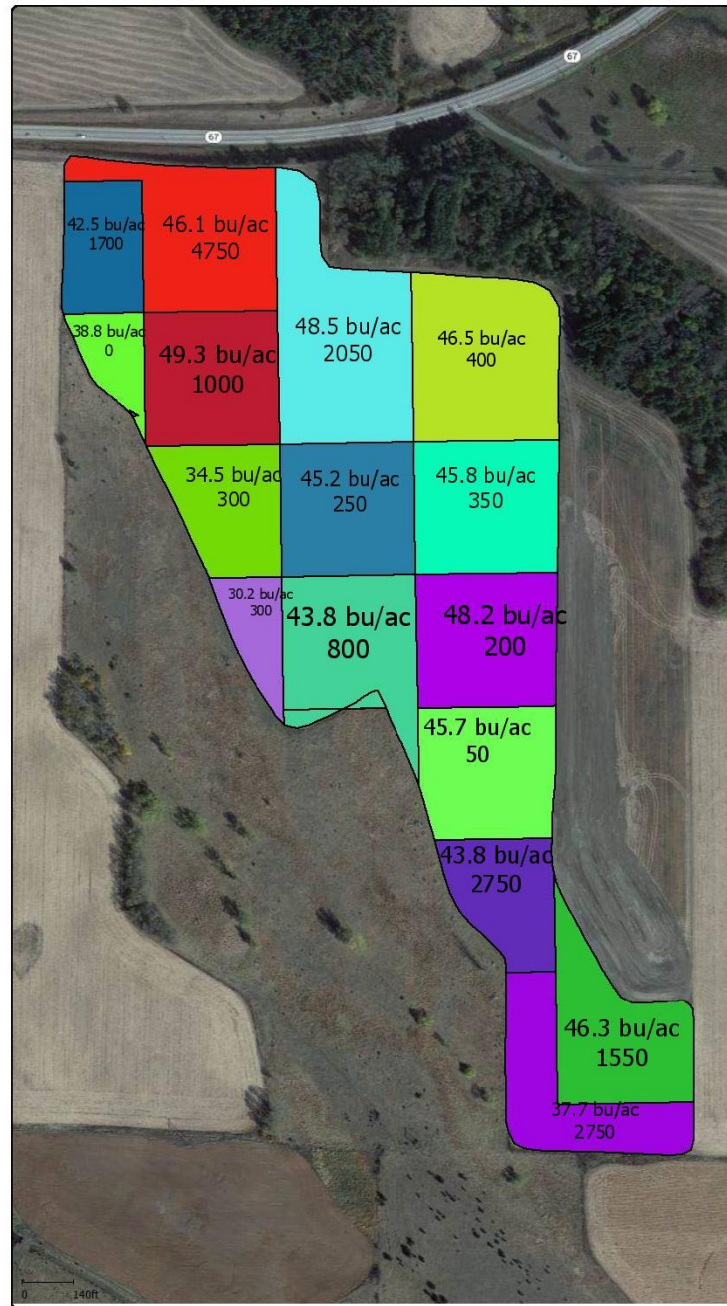 67
67
42.5 bu/ac
1700
46.1 bu/ac
4750
38.8 bu/ac
0
49.3 bu/ac
1000
48.5 bu/ac
2050
46.5 bu/ac
400
34.5 bu/ac
300
45.2 bu/ac
250
45.8 bu/ac
350
30.2 bu/ac
300
43.8 bu/ac
800
48.2 bu/ac
200
45.7 bu/ac
50
43.8 bu/ac
2750
46.3 bu/ac
1550
37.7 bu/ac
2750
0 140ft